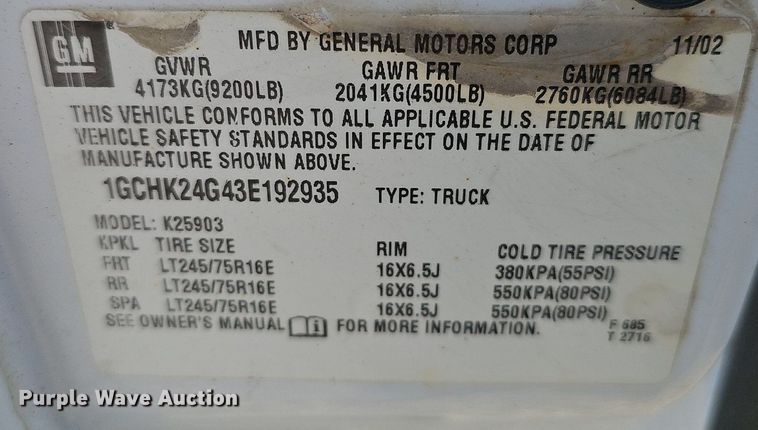 GM
MFD BY GENERAL MOTORS CORP 11/02
GVWR GAWR FRT GAWR RR
4173KG(9200LB) 2041KG(4500LB) 2760KG(6084LB)
THIS VEHICLE CONFORMS TO ALL APPLICABLE U.S. FEDERAL MOTOR
VEHICLE SAFETY STANDARDS IN EFFECT ON THE DATE OF
MANUFACTURE SHOWN ABOVE.
1GCHK24G43E192935 TYPE: TRUCK
MODEL: K25903
KPKL TIRE SIZE RIM COLD TIRE PRESSURE
FRT LT245/75R16E 16X6.5J 380KPA(55PSI)
RR LT245/75R16E 16X6.5J 550KPA(80PSI)
SPA LT245/75R16E 16X6.5J 550KPA(80PSI)
SEE OWNER'S MANUAL FOR MORE INFORMATION.
F 685
T 2716
Purple Wave Auction